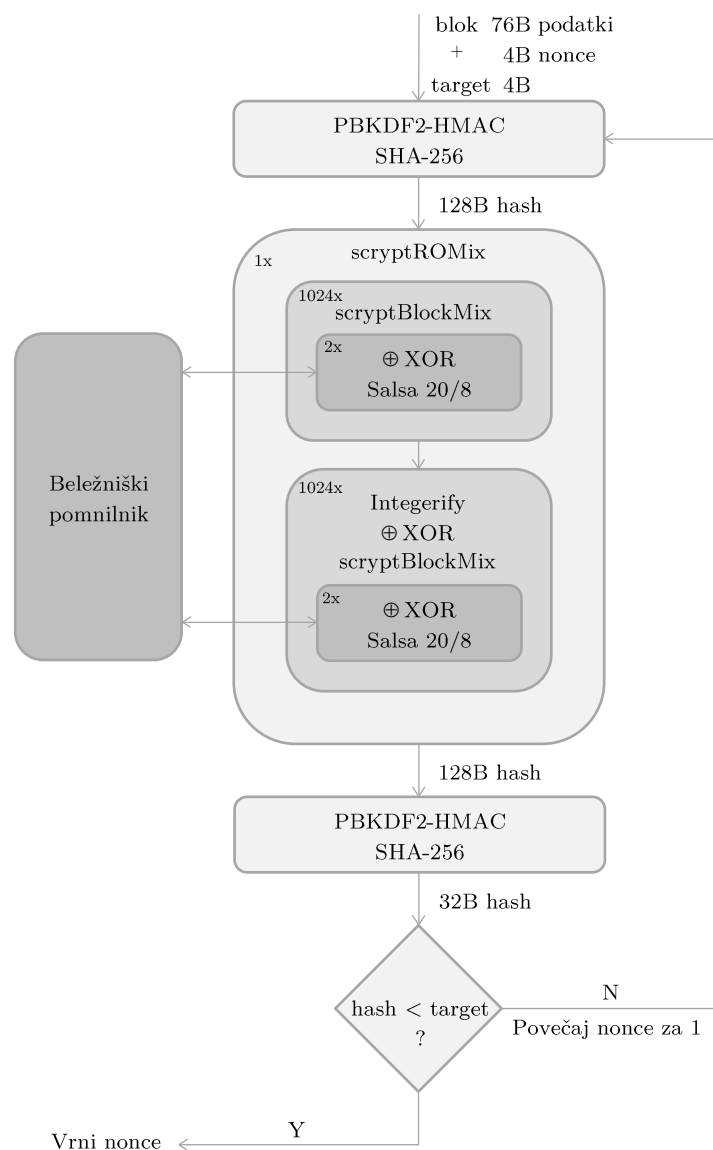 blok 76B podatki
+ 4B nonce
target 4B
PBKDF2-HMAC
SHA-256
128B hash
scryptROMix
1x
1024x
scryptBlockMix
2x
⊕ XOR
Salsa 20/8
Beležniški
pomnilnik
1024x
Integerify
⊕ XOR
scryptBlockMix
2x
⊕ XOR
Salsa 20/8
128B hash
PBKDF2-HMAC
SHA-256
32B hash
hash < target
?
N
Povečaj nonce za 1
Y
Vrni nonce